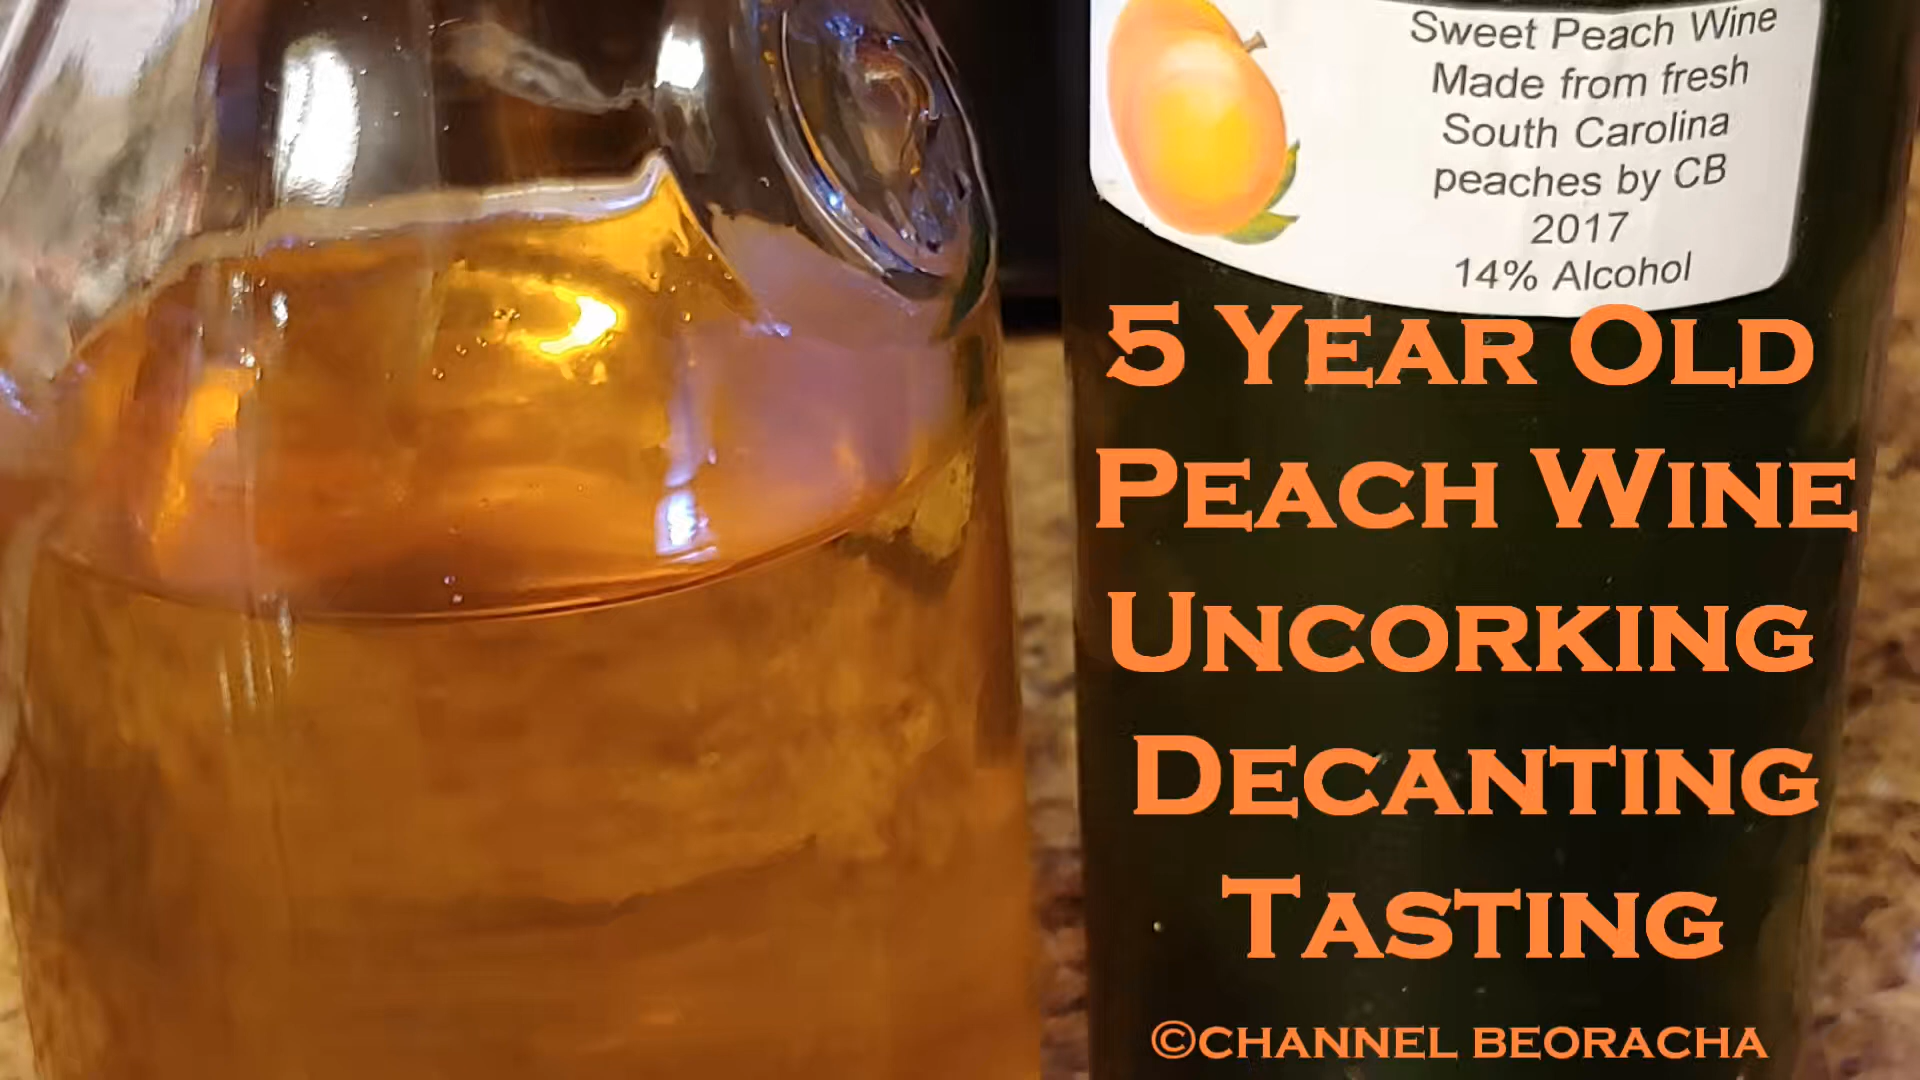 Sweet Peach Wine
Made from fresh
South Carolina
peaches by CB
2017
14% Alcohol
5 Year Old
Peach Wine
Uncorking
Decanting
Tasting
©CHANNEL BEORACHA